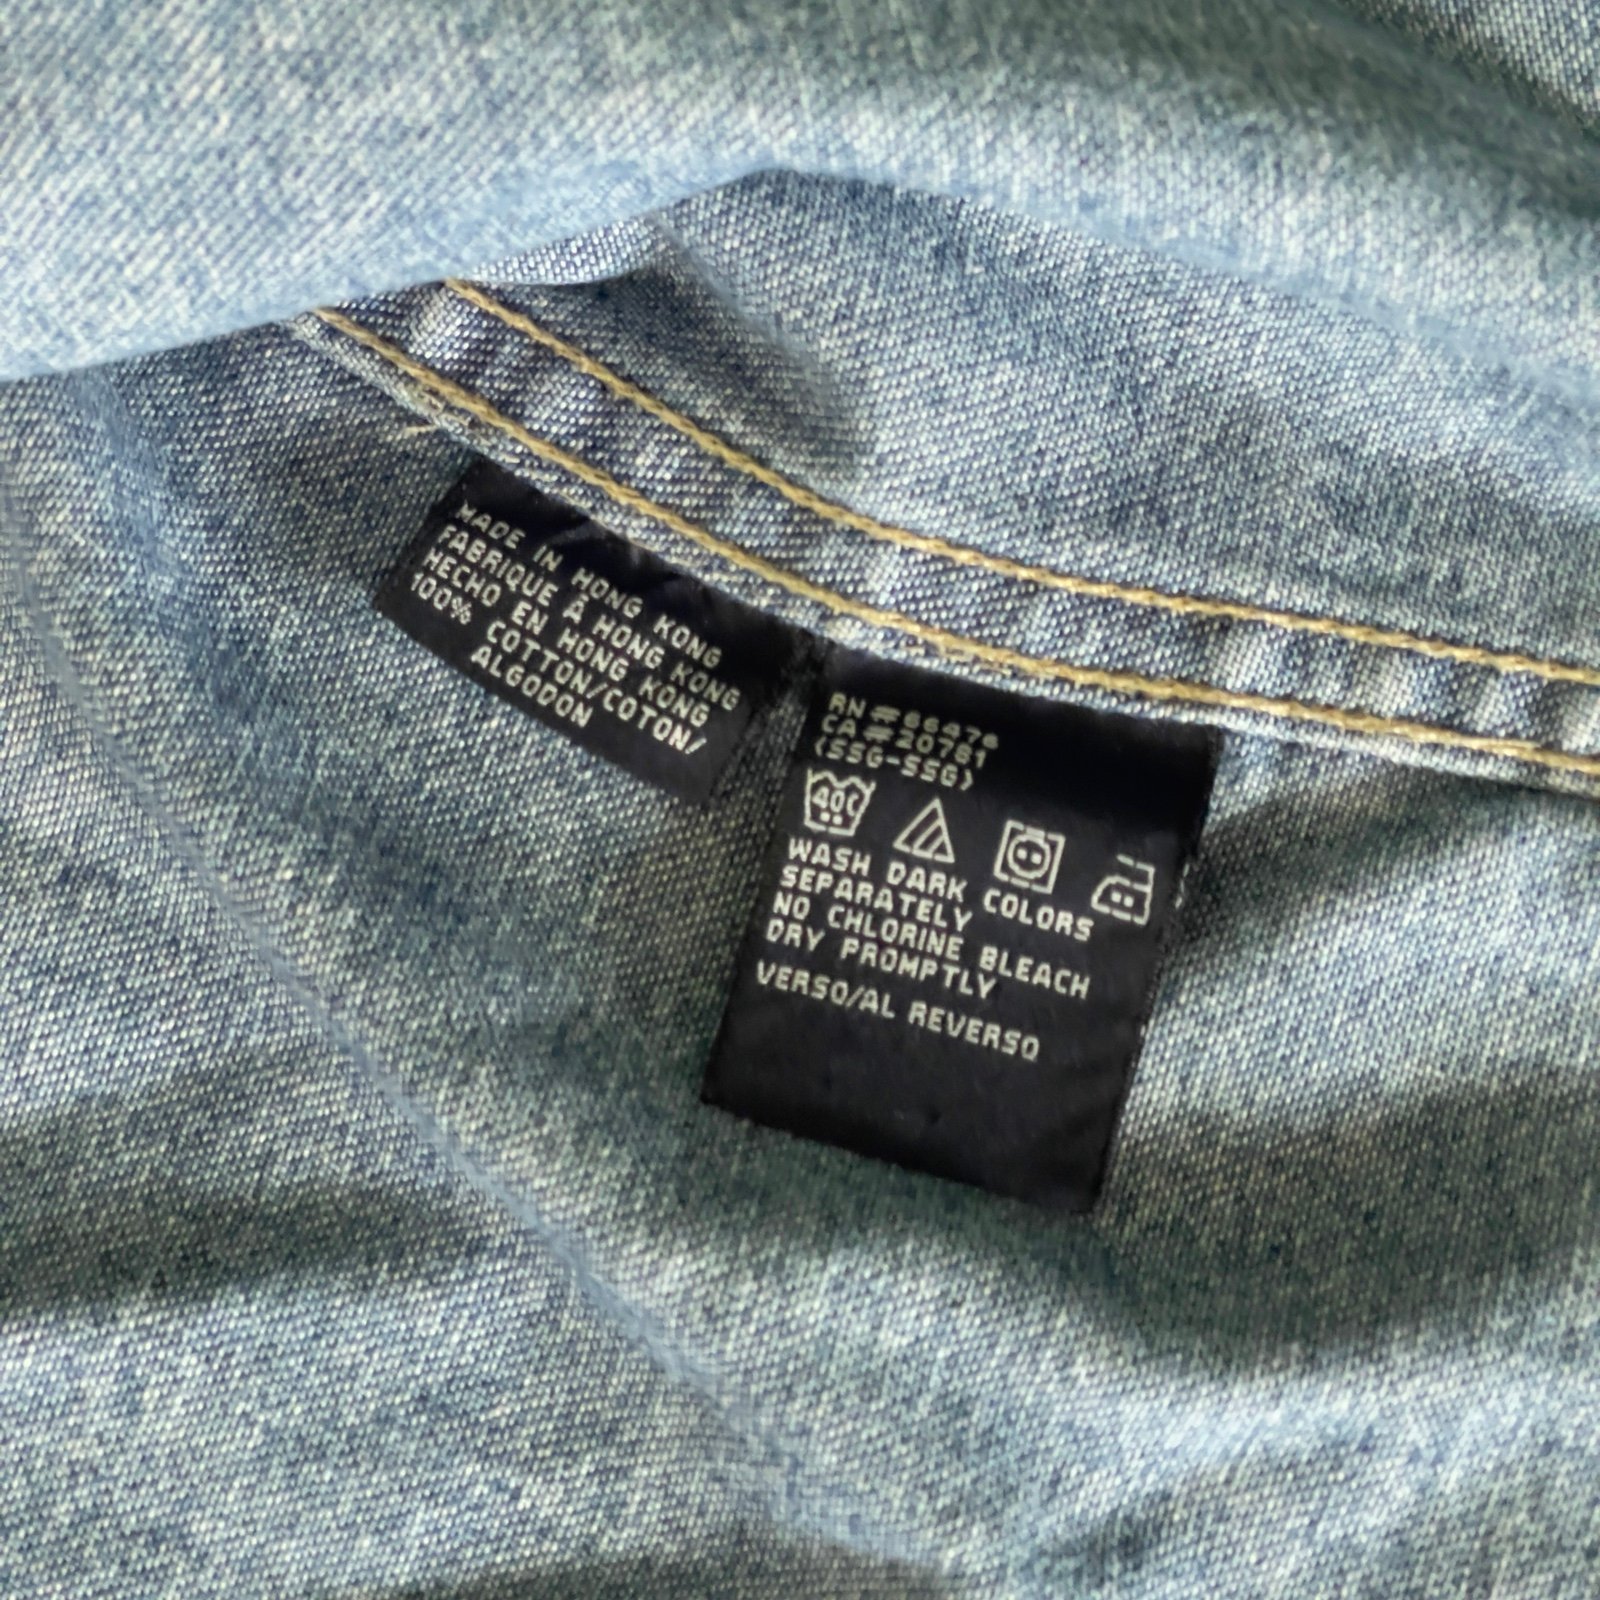 MADE IN HONG KONG
FABRIQUE À HONG KONG
HECHO EN HONG KONG
100% COTTON/COTON/
ALGODON
RN #66476
CA #20781
(SSG-SSG)
40C
WASH DARK COLORS
SEPARATELY
NO CHLORINE BLEACH
DRY PROMPTLY
VERSO/AL REVERSO